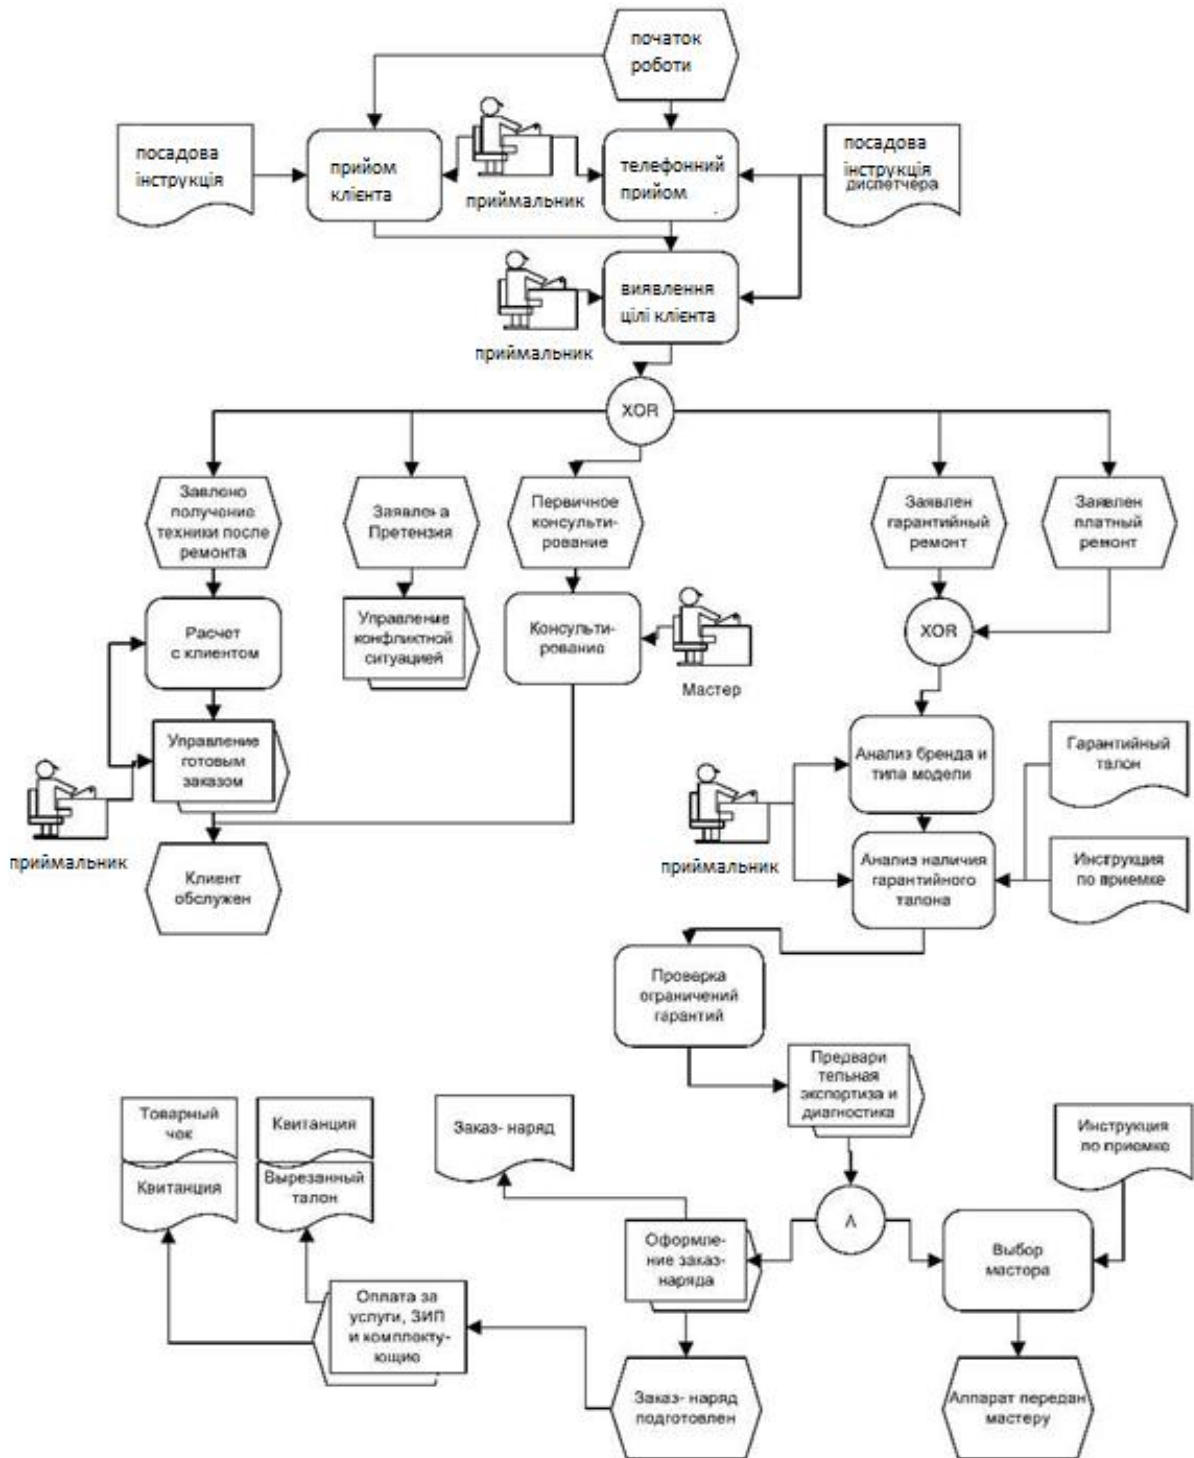 початок
роботи
посадова
інструкція
прийом
клієнта
приймальник
телефонний
прийом
посадова
інструкція
диспетчера
виявлення
цілі клієнта
приймальник
XOR
Завлено
получение
техники после
ремонта
Заявлена
Претензия
Первичное
консульти-
рование
Заявлен
гарантийный
ремонт
Заявлен
платный
ремонт
Расчет
с клиентом
Управление
конфликтной
ситуацией
Консульти-
рование
Мастер
XOR
Управление
готовым
заказом
приймальник
Анализ бренда и
типа модели
Гарантийный
талон
приймальник
Анализ наличия
гарантийного
талона
Инструкция
по приемке
Клиент
обслужен
Проверка
ограничений
гарантий
Предвари
тельная
экспертиза и
диагностика
Товарный
чек
Квитанция
Квитанция
Вырезанный
талон
Заказ- наряд
Инструкция
по приемке
Λ
Оформле-
ние заказ-
наряда
Выбор
мастора
Оплата за
услуги, ЗИП
и комплекту-
ющие
Заказ- наряд
подготовлен
Аппарат передан
мастеру